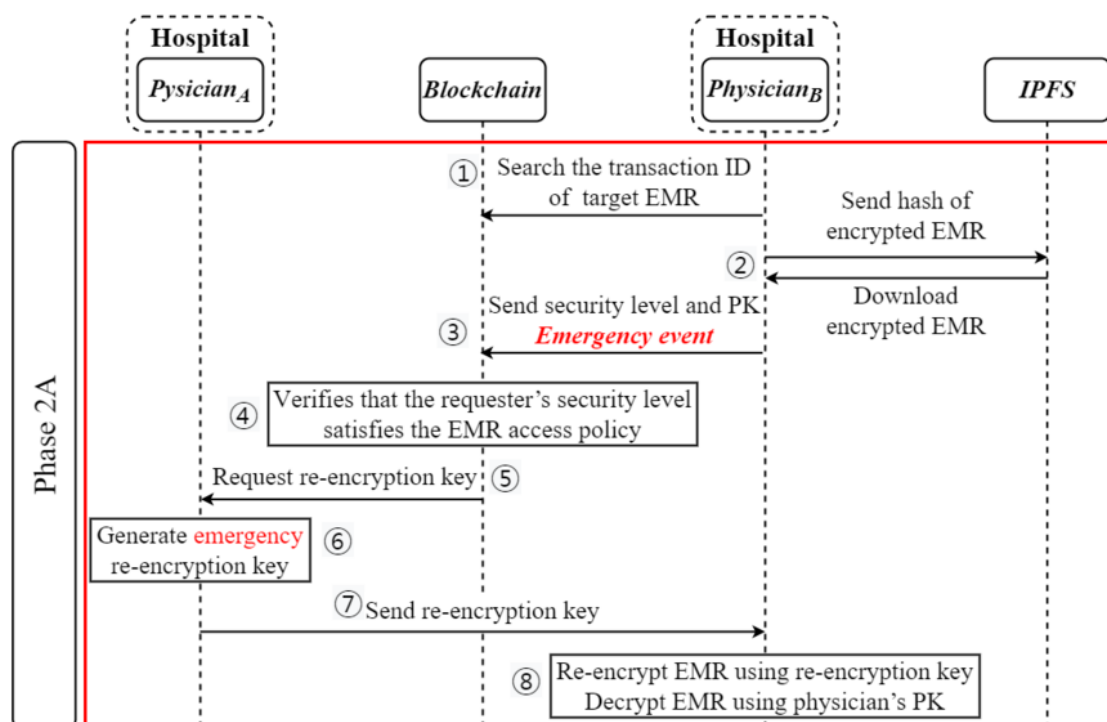 Hospital
Pysician_A
Blockchain
Hospital
Physician_B
IPFS
Phase 2A
①
Search the transaction ID
of target EMR
Send hash of
encrypted EMR
②
Download
encrypted EMR
③
Send security level and PK
Emergency event
④
Verifies that the requester's security level
satisfies the EMR access policy
Request re-encryption key ⑤
Generate emergency
re-encryption key
⑥
⑦ Send re-encryption key
⑧
Re-encrypt EMR using re-encryption key
Decrypt EMR using physician's PK